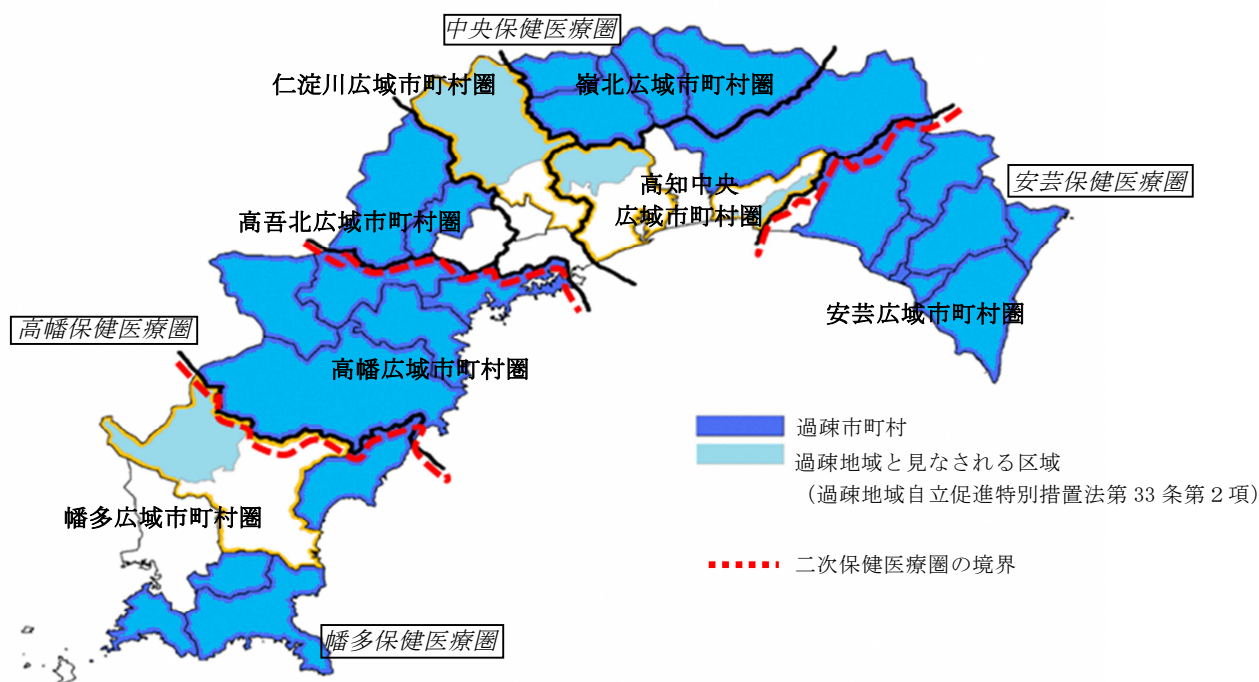 中央保健医療圏
仁淀川広域市町村圏
嶺北広域市町村圏
高知中央
広域市町村圏
安芸保健医療圏
高吾北広域市町村圏
安芸広域市町村圏
高幡保健医療圏
高幡広域市町村圏
過疎市町村
過疎地域と見なされる区域
（過疎地域自立促進特別措置法第 33 条第２項）
幡多広域市町村圏
二次保健医療圏の境界
幡多保健医療圏